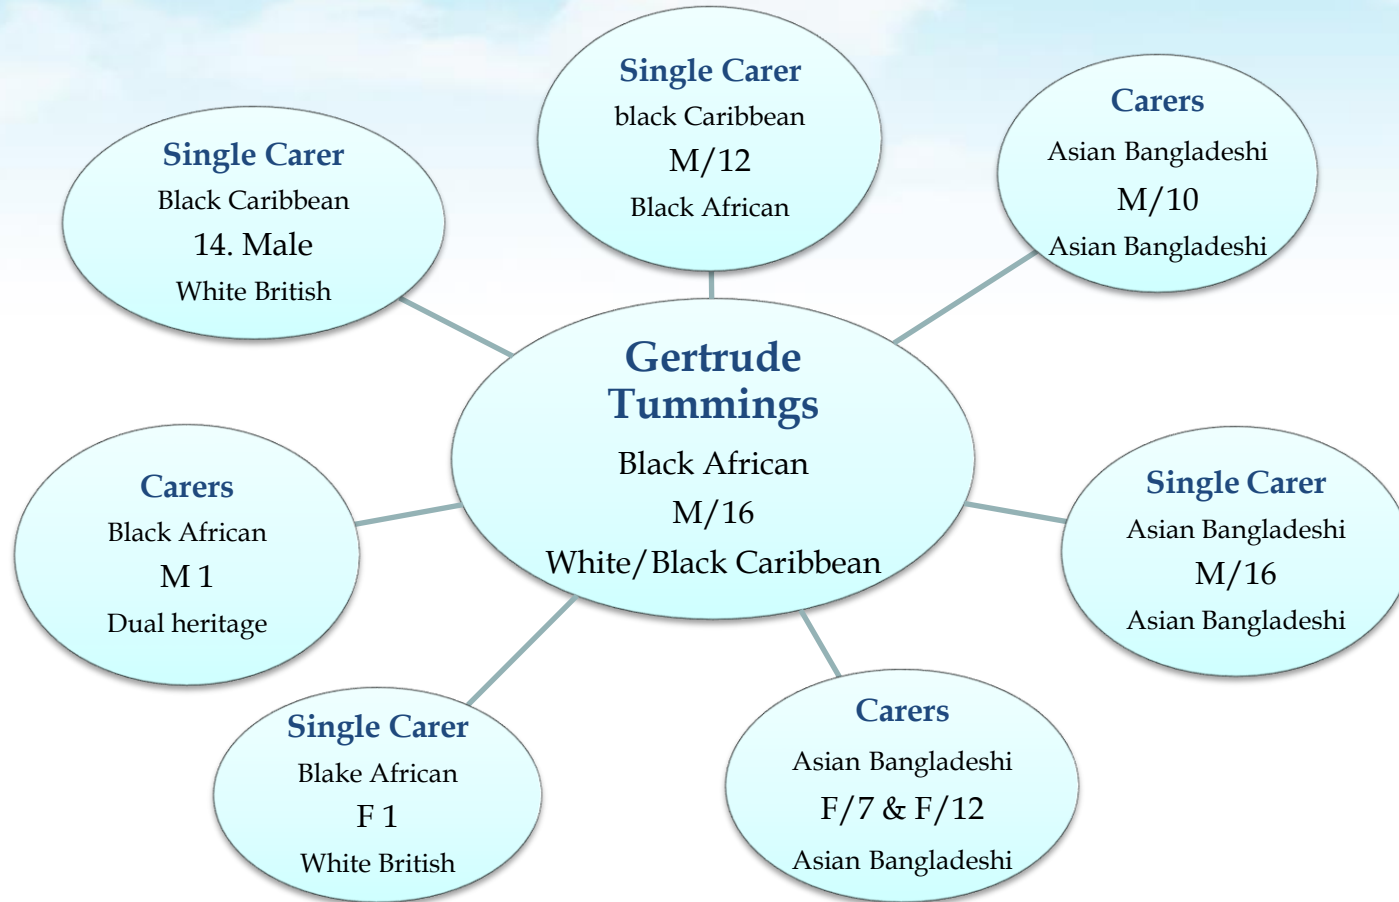 Single Carer
black Caribbean
M/12
Black African
Carers
Asian Bangladeshi
M/10
Asian Bangladeshi
Single Carer
Black Caribbean
14. Male
White British
Gertrude
Tummings
Black African
M/16
White/Black Caribbean
Carers
Black African
M 1
Dual heritage
Single Carer
Asian Bangladeshi
M/16
Asian Bangladeshi
Single Carer
Blake African
F 1
White British
Carers
Asian Bangladeshi
F/7 & F/12
Asian Bangladeshi